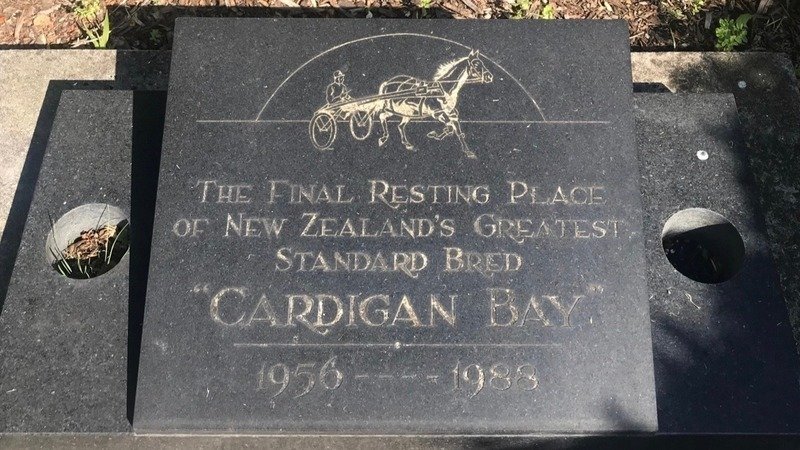 The Final Resting Place
of New Zealand's Greatest
Standard Bred
"Cardigan Bay"
1956 ---- 1988